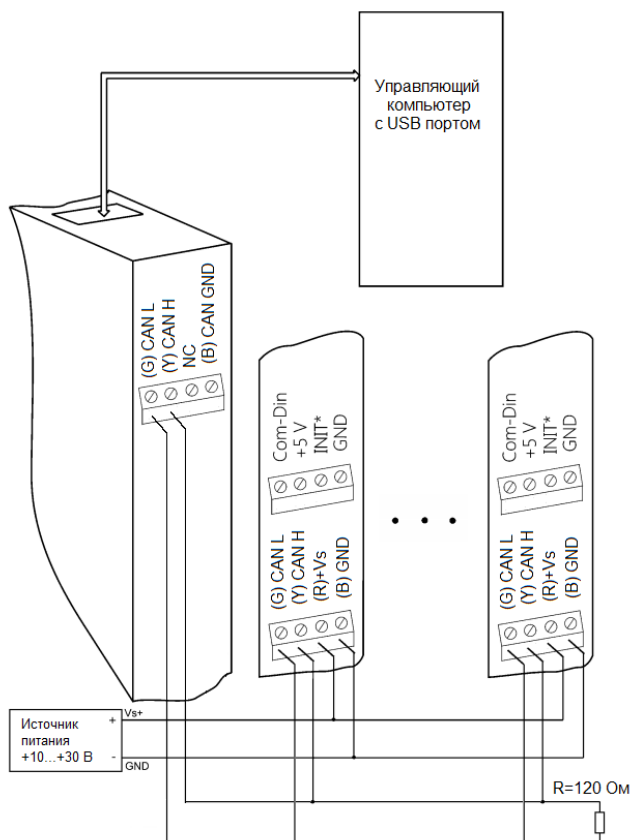 Управляющий
компьютер
с USB портом
(G) CAN L
(Y) CAN H
NC
(B) CAN GND
Com-Din
+5 V
INIT*
GND
(G) CAN L
(Y) CAN H
(R)+Vs
(B) GND
Com-Din
+5 V
INIT*
GND
(G) CAN L
(Y) CAN H
(R)+Vs
(B) GND
Источник
питания
+10...+30 В
+
Vs+
-
GND
R=120 Ом